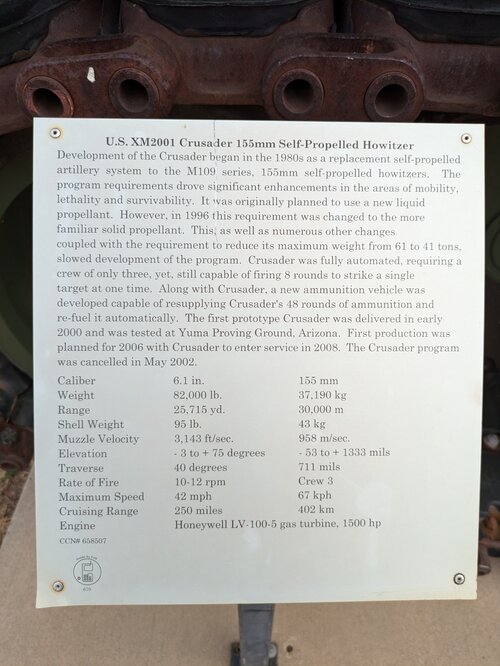 U.S. XM2001 Crusader 155mm Self-Propelled Howitzer
Development of the Crusader began in the 1980s as a replacement self-propelled
artillery system to the M109 series, 155mm self-propelled howitzers. The
program requirements drove significant enhancements in the areas of mobility,
lethality and survivability. It was originally planned to use a new liquid
propellant. However, in 1996 this requirement was changed to the more
familiar solid propellant. This, as well as numerous other changes
coupled with the requirement to reduce its maximum weight from 61 to 41 tons,
slowed development of the program. Crusader was fully automated, requiring a
crew of only three, yet, still capable of firing 8 rounds to strike a single
target at one time. Along with Crusader, a new ammunition vehicle was
developed capable of resupplying Crusader's 48 rounds of ammunition and
re-fuel it automatically. The first prototype Crusader was delivered in early
2000 and was tested at Yuma Proving Ground, Arizona. First production was
planned for 2006 with Crusader to enter service in 2008. The Crusader program
was cancelled in May 2002.
Caliber 6.1 in. 155 mm
Weight 82,000 lb. 37,190 kg
Range 25,715 yd. 30,000 m
Shell Weight 95 lb. 43 kg
Muzzle Velocity 3,143 ft/sec. 958 m/sec.
Elevation - 3 to + 75 degrees - 53 to + 1333 mils
Traverse 40 degrees 711 mils
Rate of Fire 10-12 rpm Crew 3
Maximum Speed 42 mph 67 kph
Cruising Range 250 miles 402 km
Engine Honeywell LV-100-5 gas turbine, 1500 hp
CCN# 658507